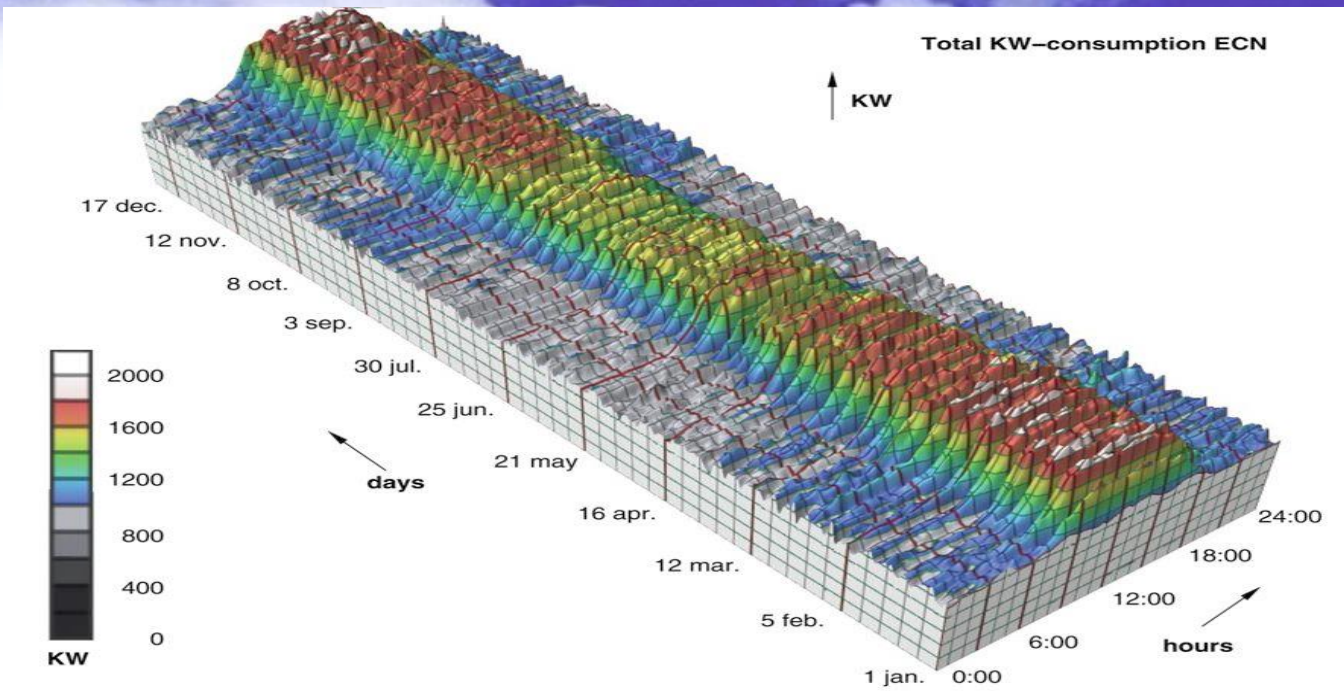 Total KW–consumption ECN
KW
17 dec.
12 nov.
8 oct.
3 sep.
30 jul.
25 jun.
21 may
16 apr.
12 mar.
5 feb.
1 jan.
days
0:00
6:00
12:00
18:00
24:00
hours
2000
1600
1200
800
400
0
KW